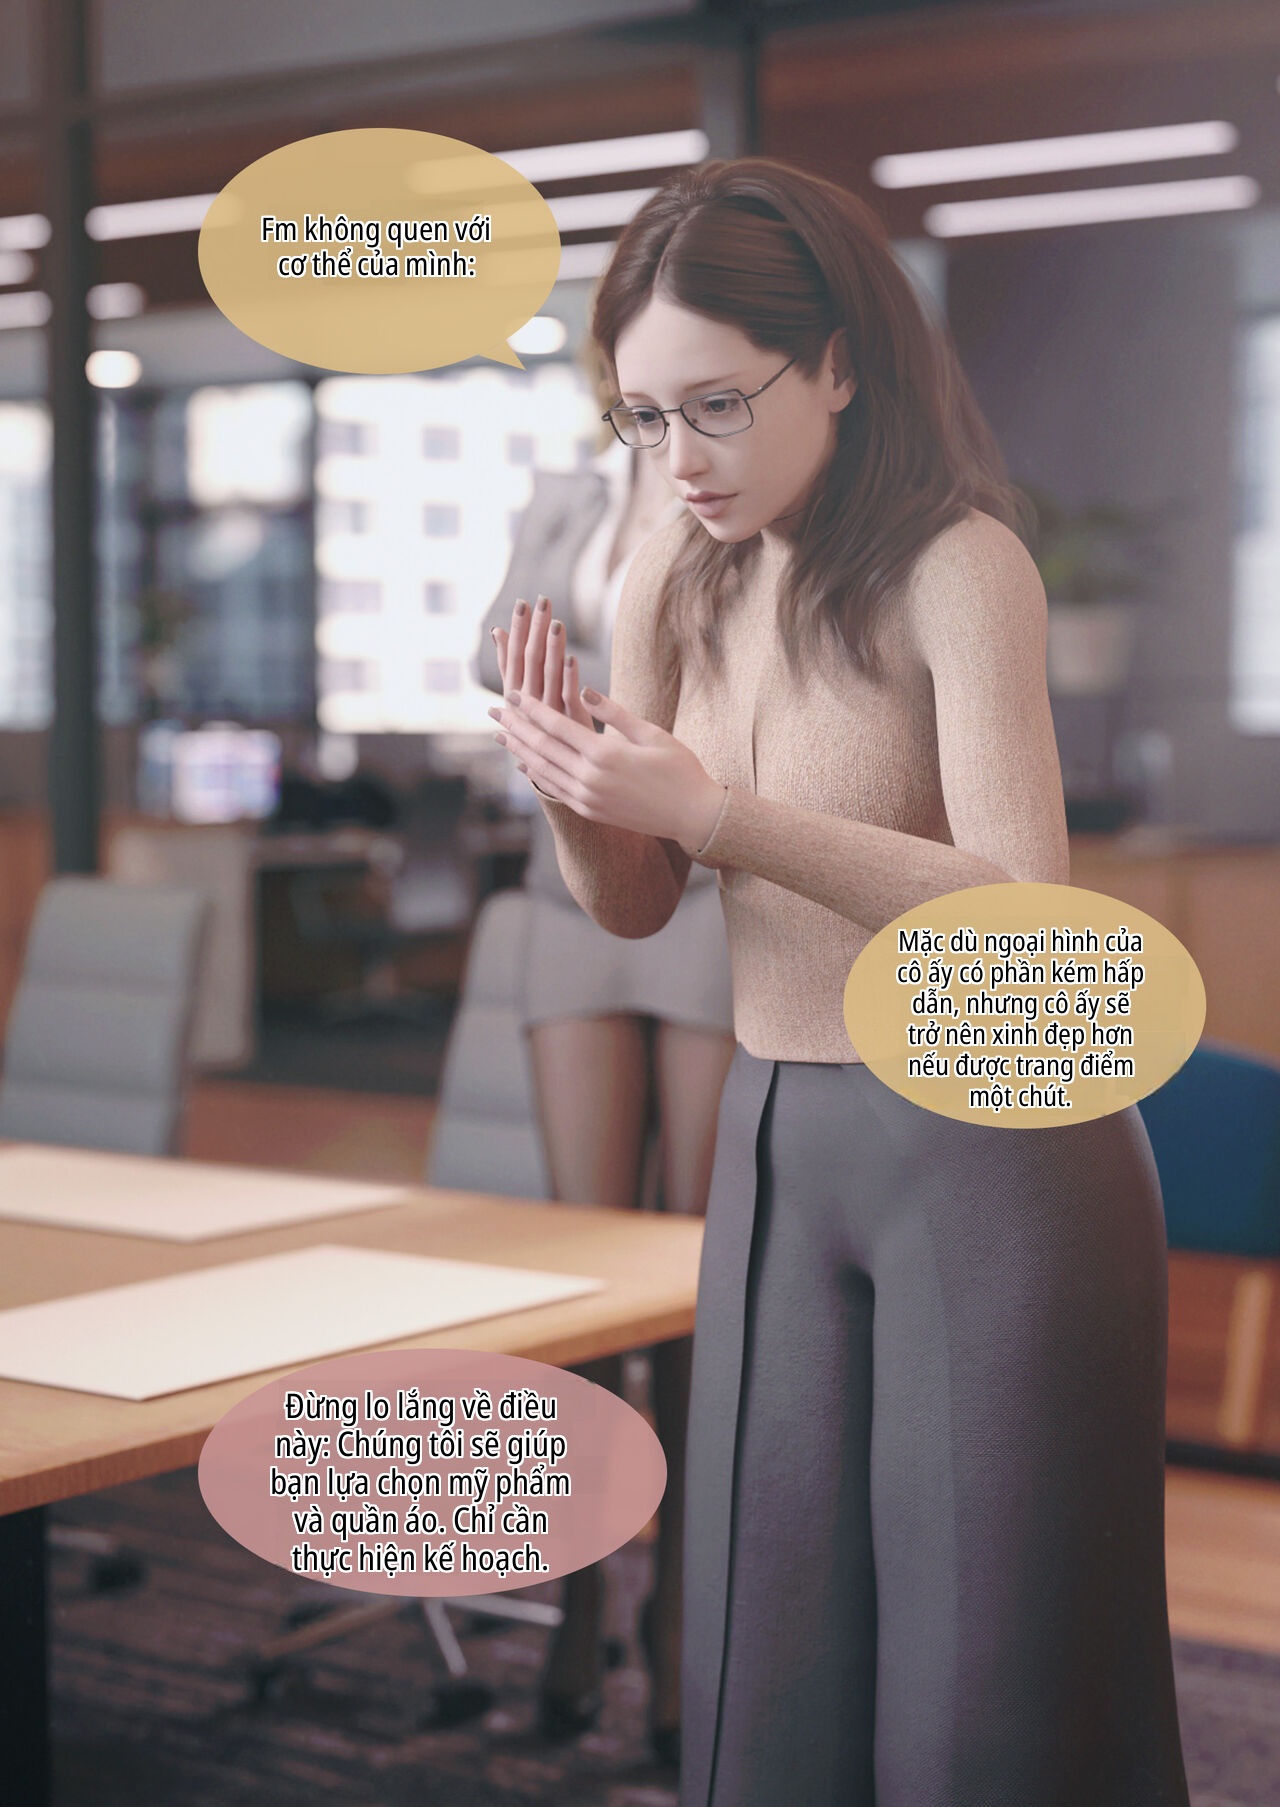 Fm không quen với
cơ thể của mình:
Mặc dù ngoại hình của
cô ấy có phần kém hấp
dẫn, nhưng cô ấy sẽ
trở nên xinh đẹp hơn
nếu được trang điểm
một chút.
Đừng lo lắng về điều
này: Chúng tôi sẽ giúp
bạn lựa chọn mỹ phẩm
và quần áo. Chỉ cần
thực hiện kế hoạch.